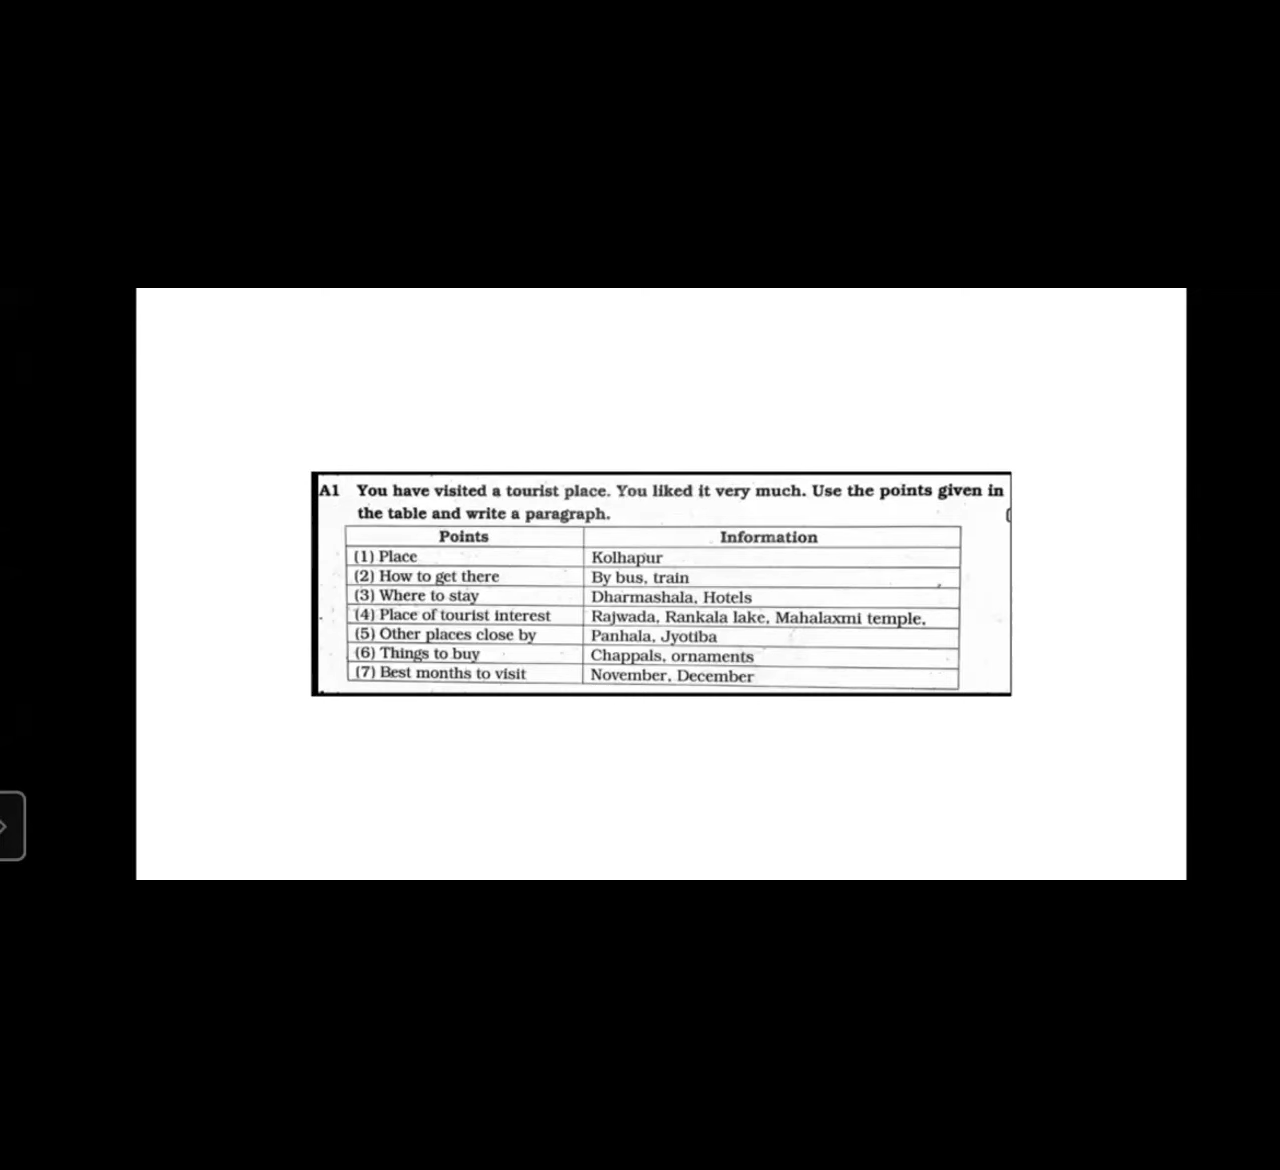 A1 You have visited a tourist place. You liked it very much. Use the points given in
the table and write a paragraph.
Points Information
(1) Place Kolhapur
(2) How to get there By bus, train
(3) Where to stay Dharmashala, Hotels
(4) Place of tourist interest Rajwada, Rankala lake, Mahalaxmi temple,
(5) Other places close by Panhala, Jyotiba
(6) Things to buy Chappals, ornaments
(7) Best months to visit November, December